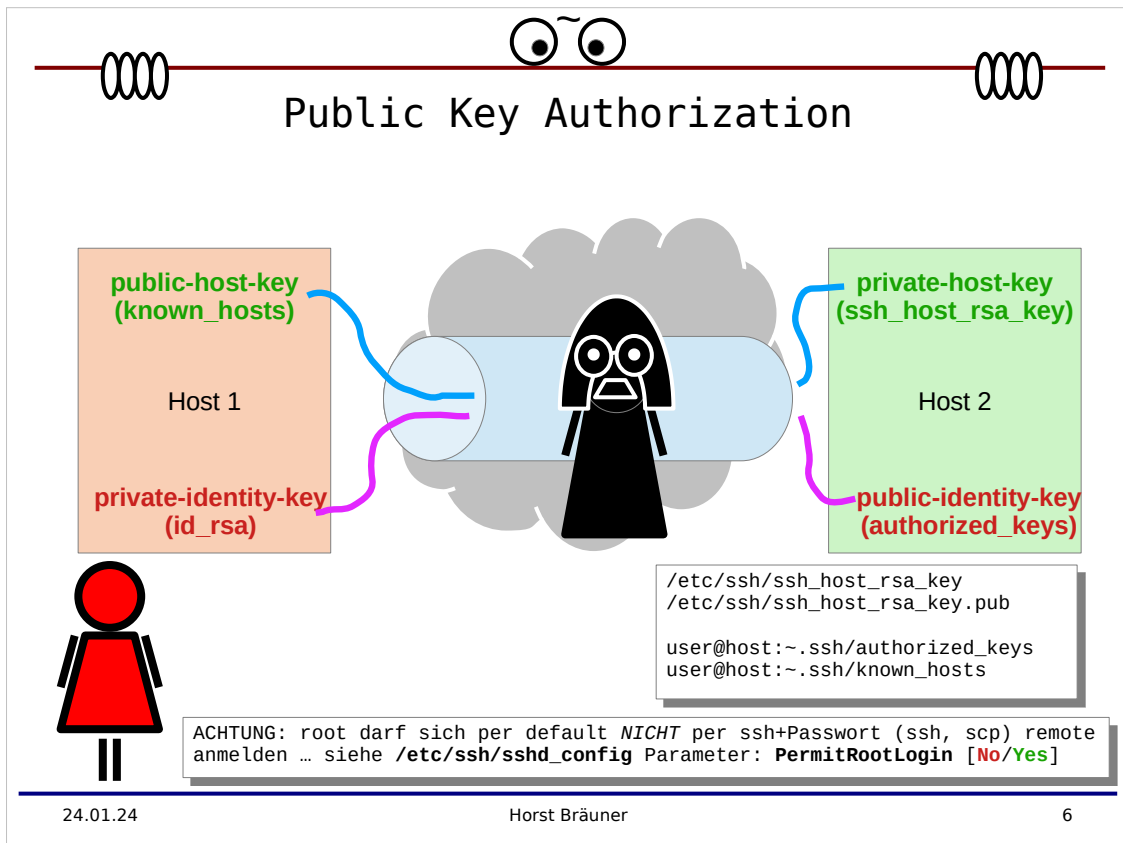 ~
Public Key Authorization
public-host-key
(known_hosts)
private-host-key
(ssh_host_rsa_key)
Host 1
Host 2
private-identity-key
(id_rsa)
public-identity-key
(authorized_keys)
/etc/ssh/ssh_host_rsa_key
/etc/ssh/ssh_host_rsa_key.pub
user@host:~.ssh/authorized_keys
user@host:~.ssh/known_hosts
ACHTUNG: root darf sich per default NICHT per ssh+Passwort (ssh, scp) remote
anmelden … siehe /etc/ssh/sshd_config Parameter: PermitRootLogin [No/Yes]
24.01.24
Horst Bräuner
6